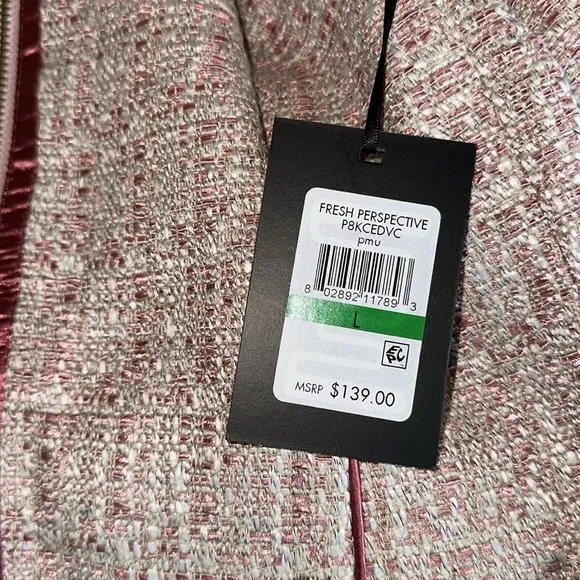 FRESH PERSPECTIVE
P8KCEDVC
pmu
8 02892 11789 3
L
MSRP $139.00